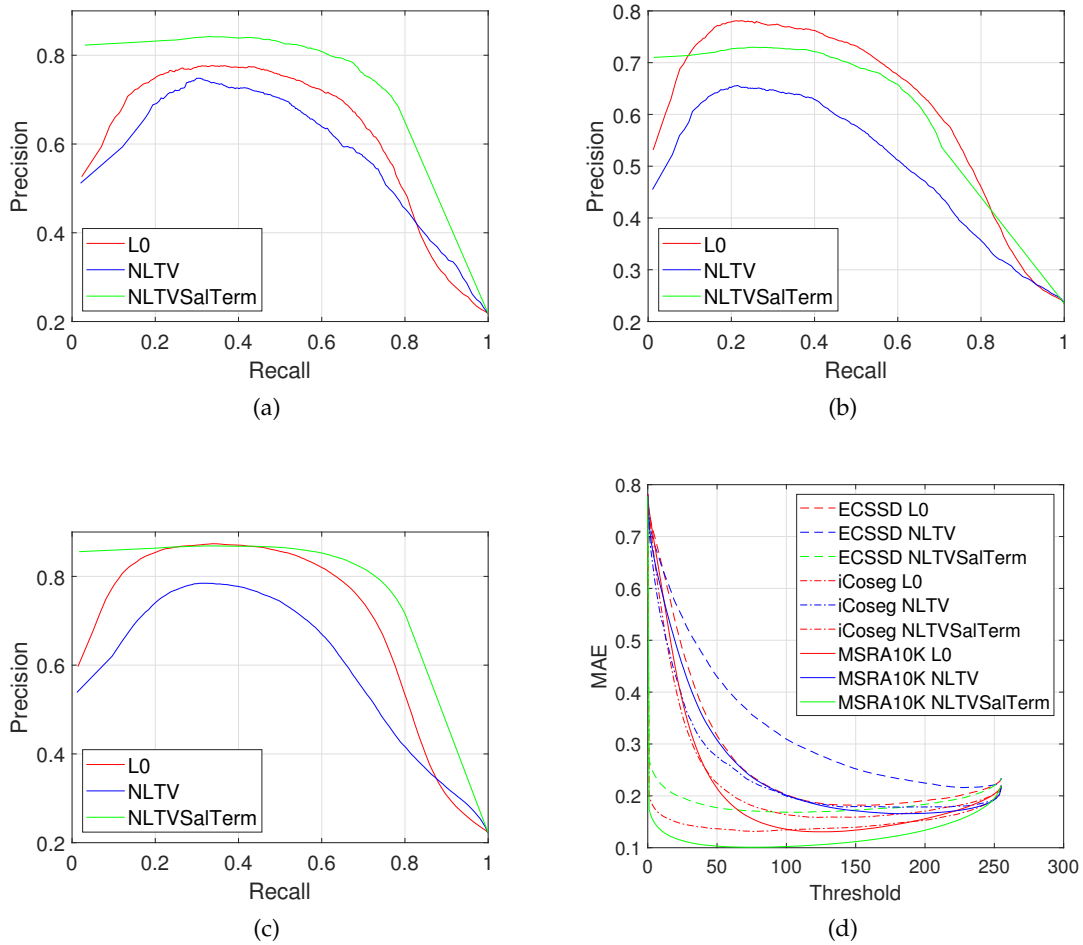 0.8
0.6
0.4
0.2
Precision
L0
NLTV
NLTVSalTerm
0 0.2 0.4 0.6 0.8 1
Recall
(a)
0.8
0.7
0.6
0.5
0.4
0.3
0.2
Precision
L0
NLTV
NLTVSalTerm
0 0.2 0.4 0.6 0.8 1
Recall
(b)
0.8
0.6
0.4
0.2
Precision
L0
NLTV
NLTVSalTerm
0 0.2 0.4 0.6 0.8 1
Recall
(c)
0.8
0.7
0.6
0.5
0.4
0.3
0.2
0.1
MAE
ECSSD L0
ECSSD NLTV
ECSSD NLTVSalTerm
iCoseg L0
iCoseg NLTV
iCoseg NLTVSalTerm
MSRA10K L0
MSRA10K NLTV
MSRA10K NLTVSalTerm
0 50 100 150 200 250 300
Threshold
(d)